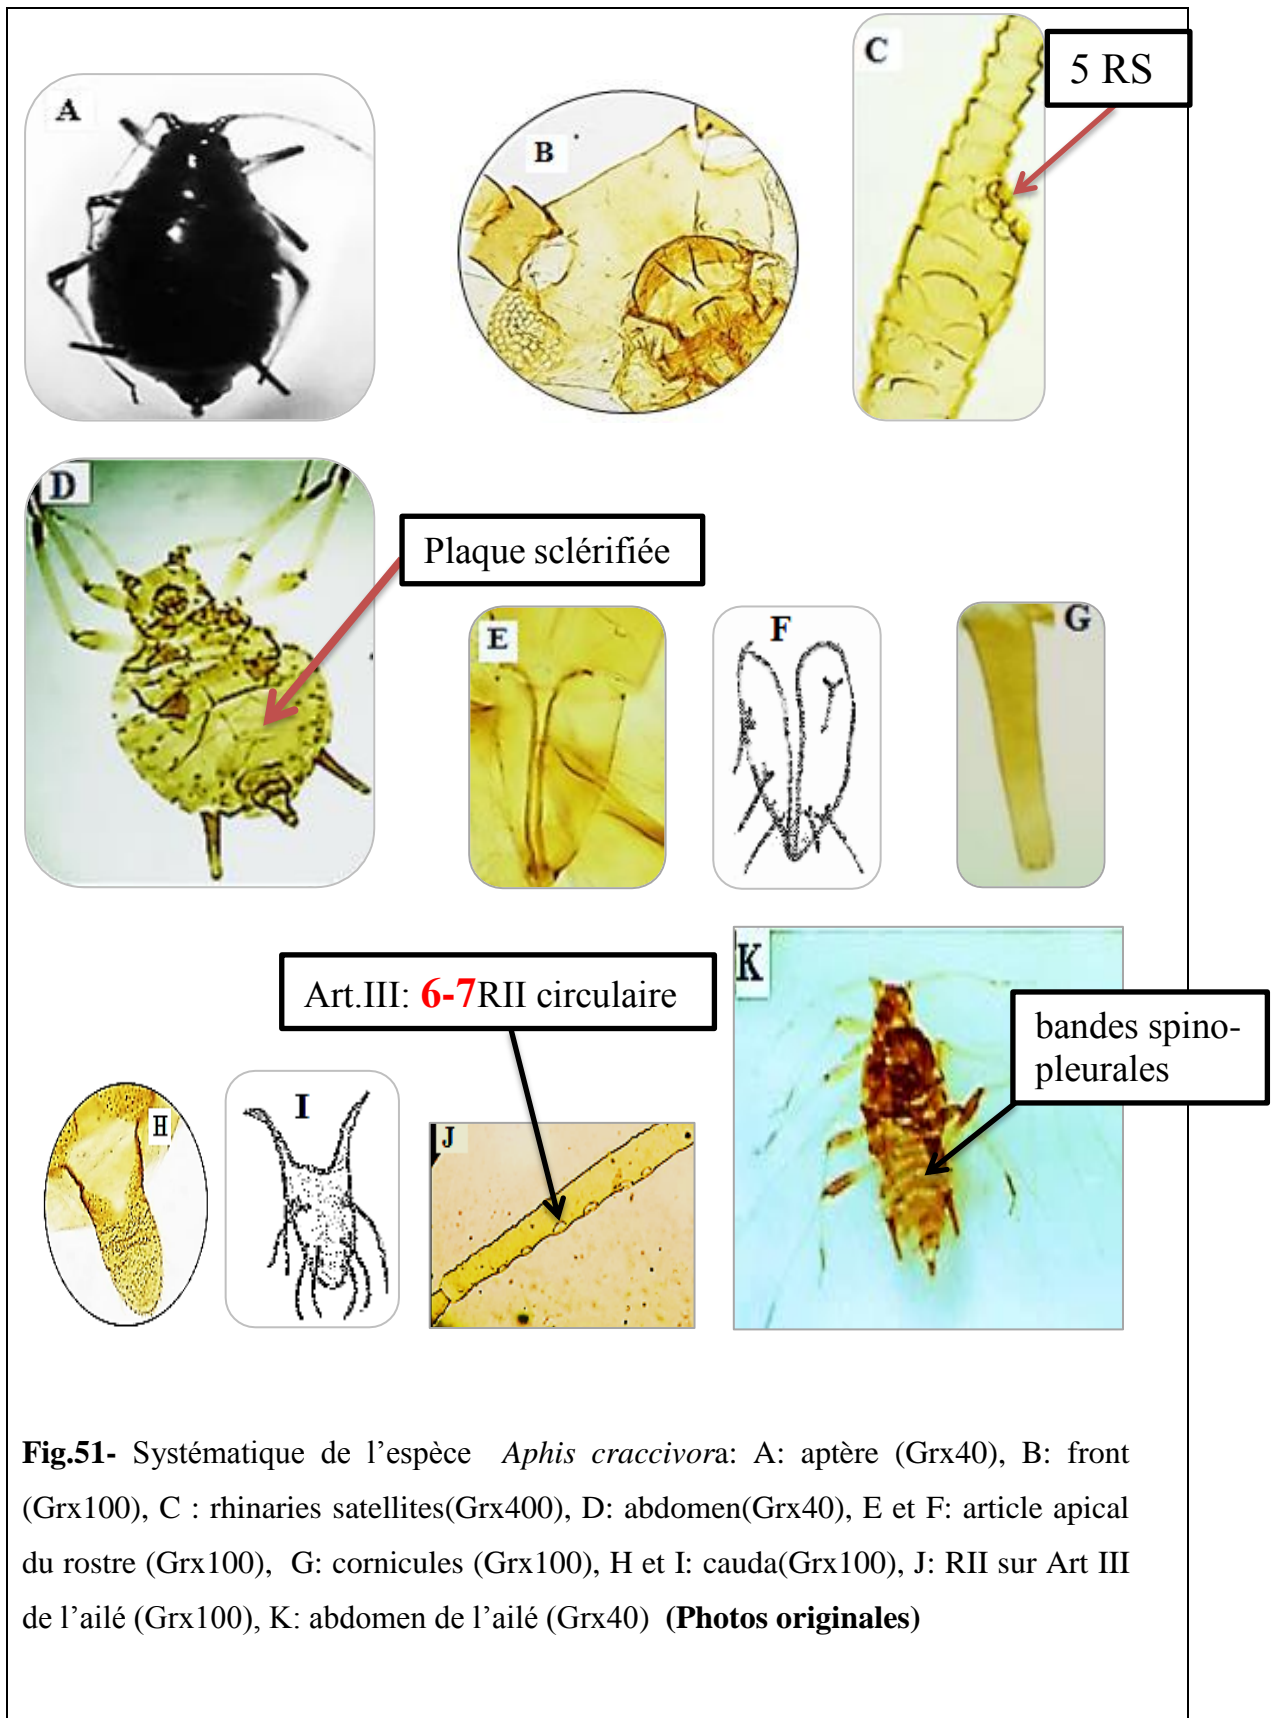 A
B
C
5 RS
D
Plaque sclérifiée
E
F
G
Art.III: 6-7RII circulaire
K
bandes spino-
pleurales
H
I
J
Fig.51- Systématique de l’espèce Aphis craccivora: A: aptère (Grx40), B: front
(Grx100), C : rhinaries satellites(Grx400), D: abdomen(Grx40), E et F: article apical
du rostre (Grx100), G: cornicules (Grx100), H et I: cauda(Grx100), J: RII sur Art III
de l’ailé (Grx100), K: abdomen de l’ailé (Grx40) (Photos originales)